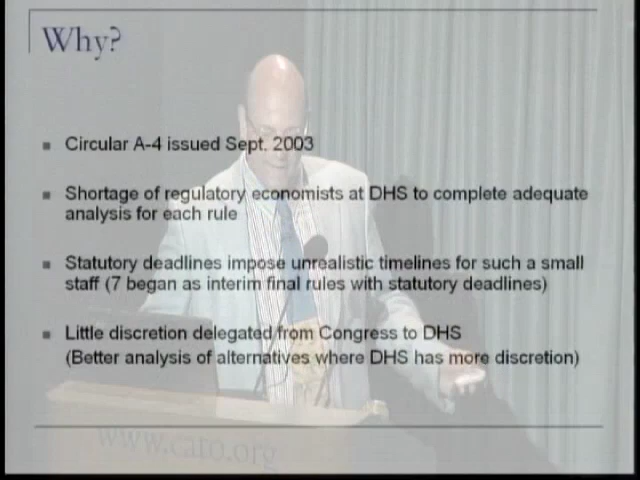 Why?
Circular A-4 issued Sept. 2003
Shortage of regulatory economists at DHS to complete adequate
analysis for each rule
Statutory deadlines impose unrealistic timelines for such a small
staff (7 began as interim final rules with statutory deadlines)
Little discretion delegated from Congress to DHS
(Better analysis of alternatives where DHS has more discretion)
www.cato.org